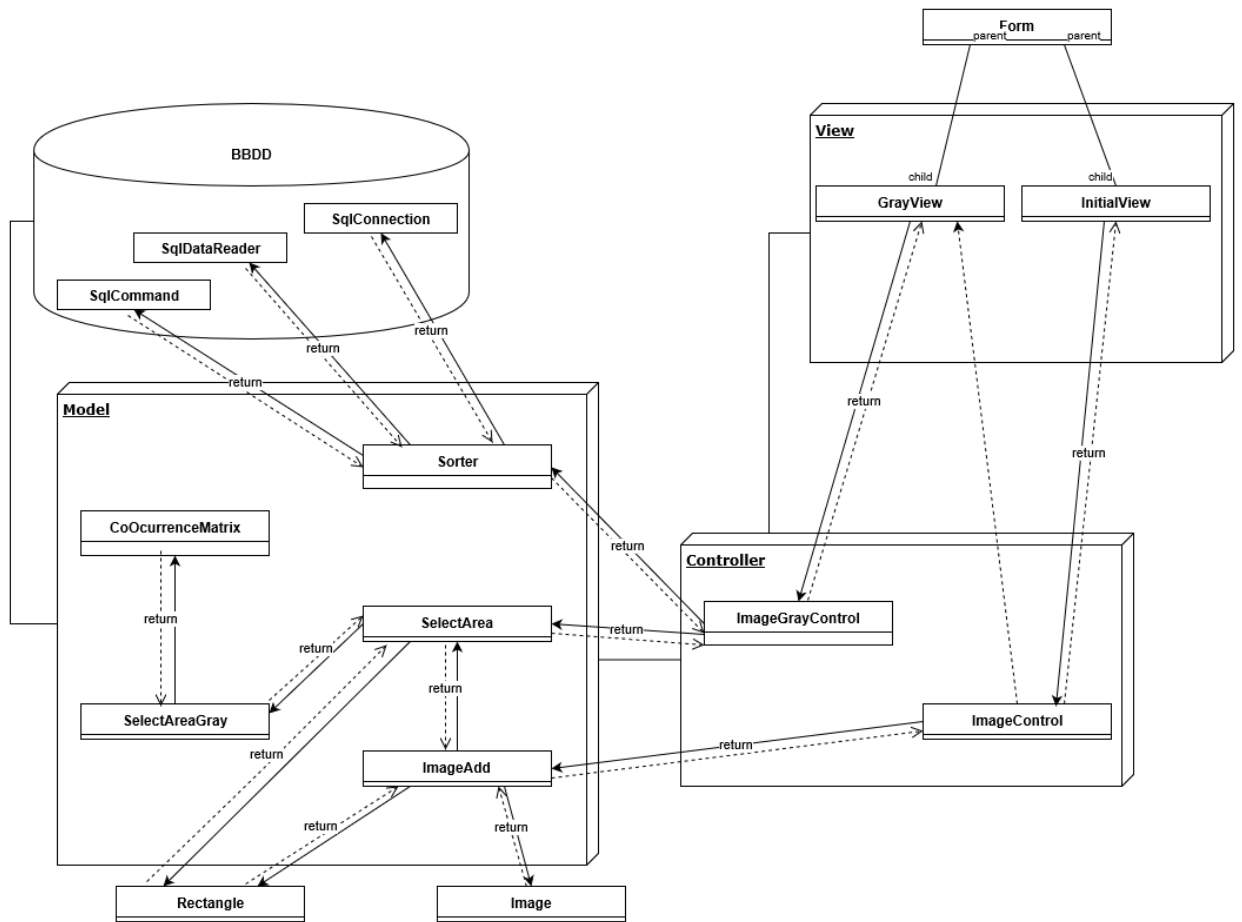 Form
parent
parent
View
BBDD
child
child
GrayView
InitialView
SqlConnection
SqlDataReader
SqlCommand
return
return
return
return
return
Model
Sorter
CoOcurrenceMatrix
return
Controller
return
SelectArea
ImageGrayControl
return
return
return
SelectAreaGray
ImageControl
return
return
ImageAdd
return
return
Rectangle
Image